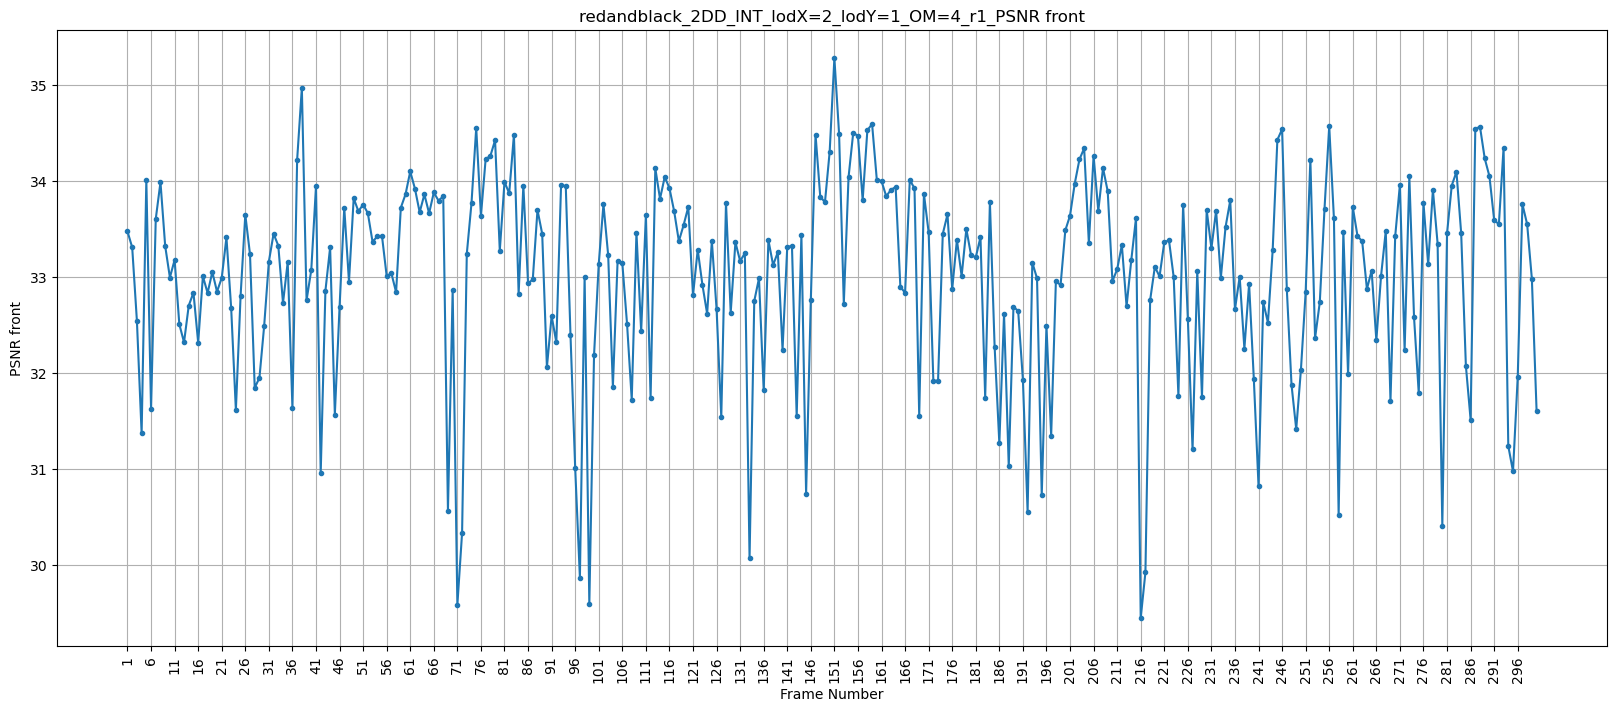 redandblack_2DD_INT_lodX=2_lodY=1_OM=4_r1_PSNR front
PSNR front
35
34
33
32
31
30
1 6 11 16 21 26 31 36 41 46 51 56 61 66 71 76 81 86 91 96 101 106 111 116 121 126 131 136 141 146 151 156 161 166 171 176 181 186 191 196 201 206 211 216 221 226 231 236 241 246 251 256 261 266 271 276 281 286 291 296
Frame Number